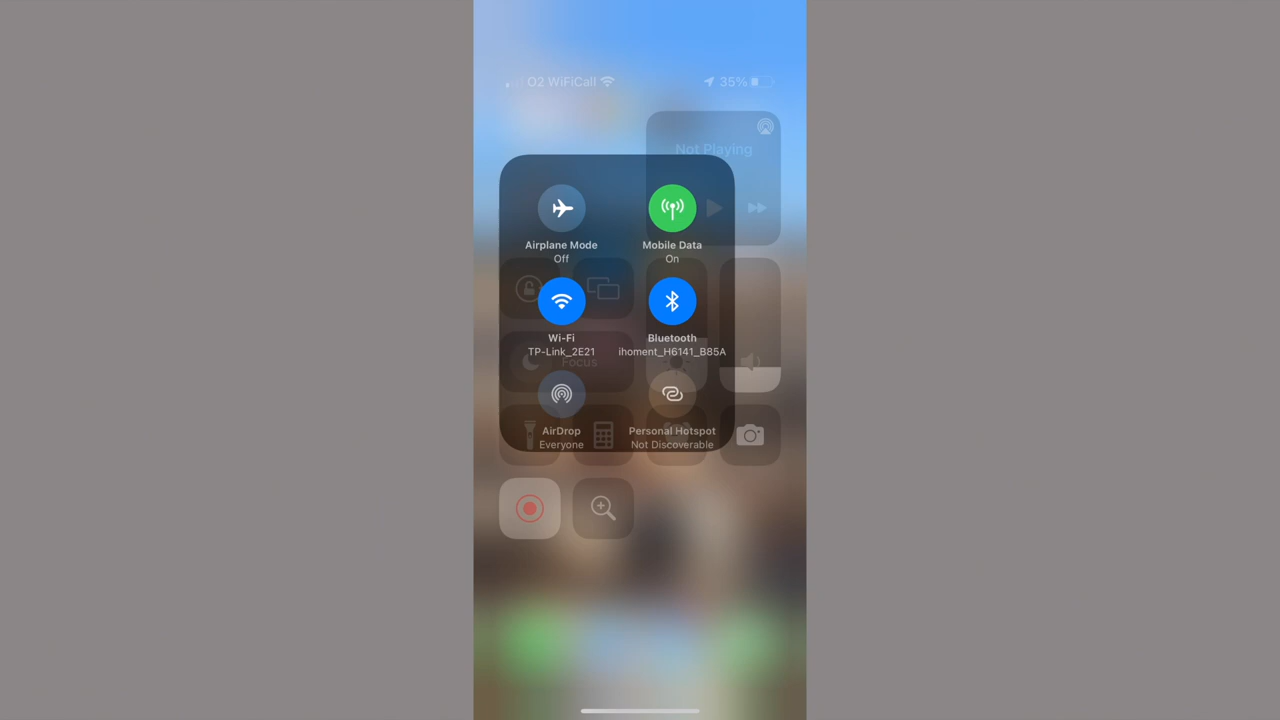 O2 WiFiCall 35%
Not Playing
Airplane Mode
Off
Mobile Data
On
Wi-Fi
TP-Link_2E21
Bluetooth
ihoment_H6141_B85A
Focus
AirDrop
Everyone
Personal Hotspot
Not Discoverable